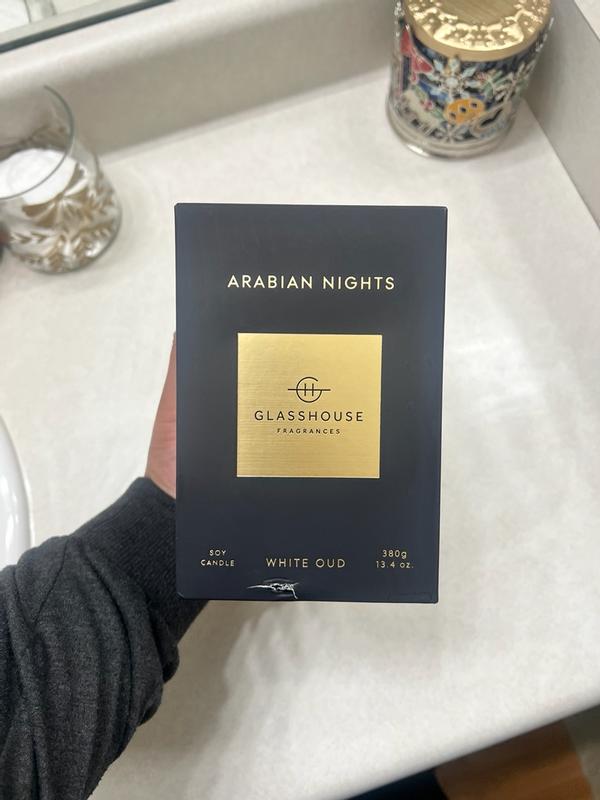 ARABIAN NIGHTS
GLASSHOUSE
FRAGRANCES
SOY
CANDLE
WHITE OUD
380g
13.4 oz.